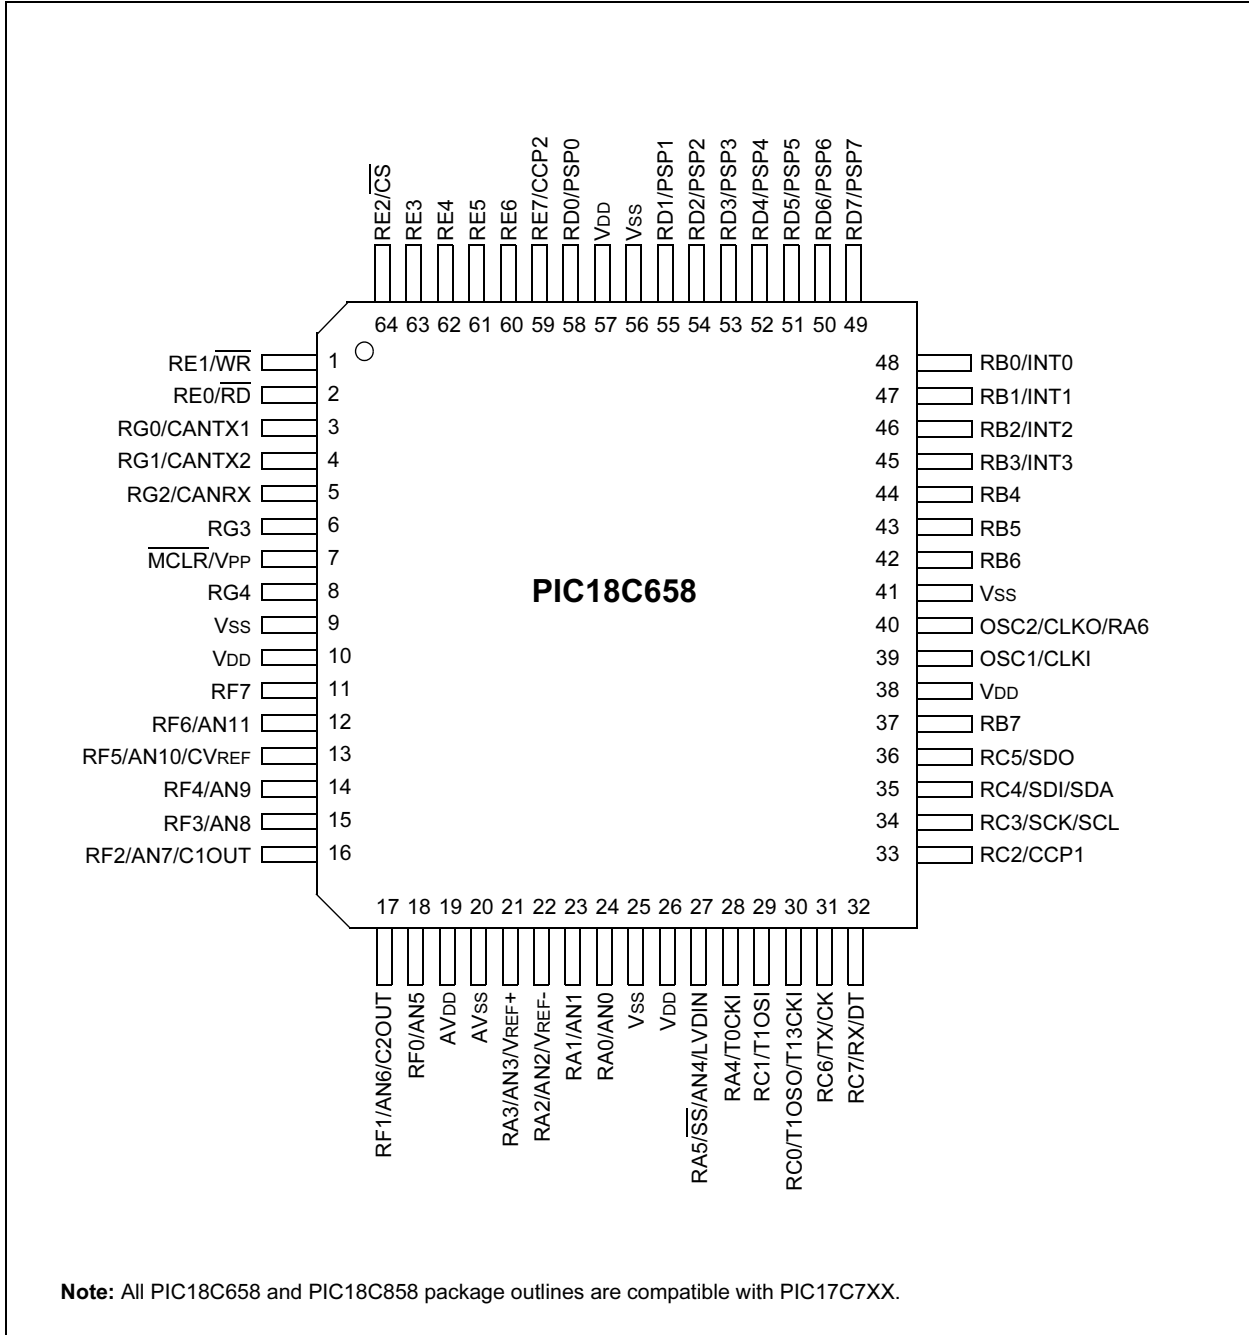 RE2/CS
RE3
RE4
RE5
RE6
RE7/CCP2
RD0/PSP0
VDD
VSS
RD1/PSP1
RD2/PSP2
RD3/PSP3
RD4/PSP4
RD5/PSP5
RD6/PSP6
RD7/PSP7
64 63 62 61 60 59 58 57 56 55 54 53 52 51 50 49
RE1/WR 1 48 RB0/INT0
RE0/RD 2 47 RB1/INT1
RG0/CANTX1 3 46 RB2/INT2
RG1/CANTX2 4 45 RB3/INT3
RG2/CANRX 5 44 RB4
RG3 6 43 RB5
MCLR/VPP 7 42 RB6
RG4 8 PIC18C658 41 VSS
VSS 9 40 OSC2/CLKO/RA6
VDD 10 39 OSC1/CLKI
RF7 11 38 VDD
RF6/AN11 12 37 RB7
RF5/AN10/CVREF 13 36 RC5/SDO
RF4/AN9 14 35 RC4/SDI/SDA
RF3/AN8 15 34 RC3/SCK/SCL
RF2/AN7/C1OUT 16 33 RC2/CCP1
17 18 19 20 21 22 23 24 25 26 27 28 29 30 31 32
RF1/AN6/C2OUT
RF0/AN5
AVDD
AVSS
RA3/AN3/VREF+
RA2/AN2/VREF-
RA1/AN1
RA0/AN0
VSS
VDD
RA5/SS/AN4/LVDIN
RA4/T0CKI
RC1/T1OSI
RC0/T1OSO/T13CKI
RC6/TX/CK
RC7/RX/DT
Note: All PIC18C658 and PIC18C858 package outlines are compatible with PIC17C7XX.